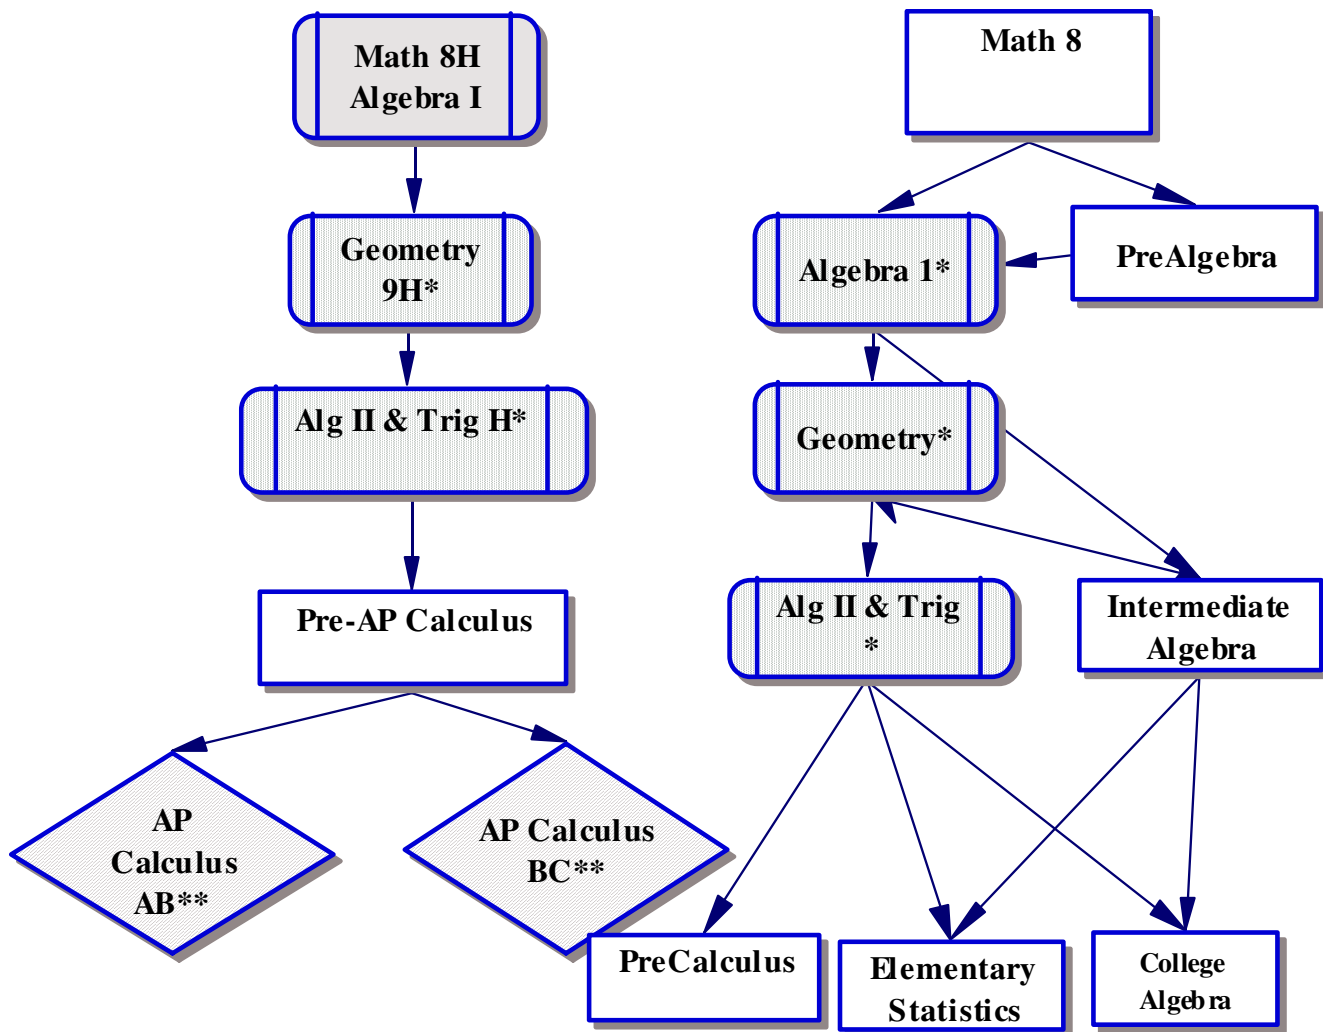 Math 8H
Algebra I
Math 8
Geometry
9H*
Algebra 1*
PreAlgebra
Alg II & Trig H*
Geometry*
Pre-AP Calculus
Alg II & Trig
*
Intermediate
Algebra
AP
Calculus
AB**
AP Calculus
BC**
PreCalculus
Elementary
Statistics
College
Algebra